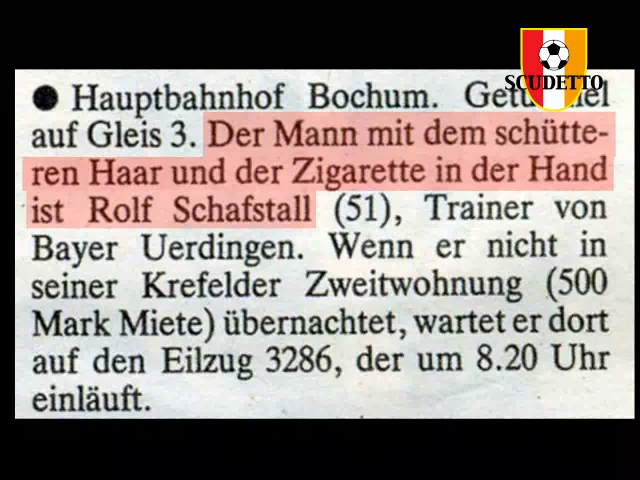 SCUDETTO
● Hauptbahnhof Bochum.
auf Gleis 3. Der Mann mit dem schütte-
ren Haar und der Zigarette in der Hand
ist Rolf Schafstall (51), Trainer von
Bayer Uerdingen. Wenn er nicht in
seiner Krefelder Zweitwohnung (500
Mark Miete) übernachtet, wartet er dort
auf den Eilzug 3286, der um 8.20 Uhr
einläuft.